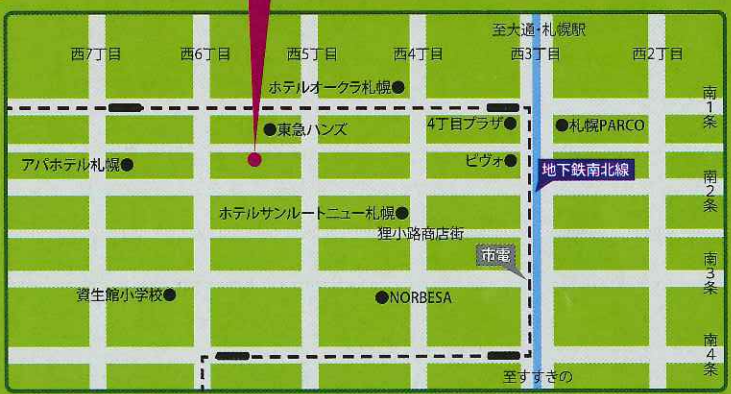 至大通・札幌駅
西7丁目
西6丁目
西5丁目
西4丁目
西3丁目
西2丁目
ホテルオークラ札幌
南1条
東急ハンズ
4丁目プラザ
札幌PARCO
アパホテル札幌
ピヴォ
地下鉄南北線
南2条
ホテルサンルートニュー札幌
狸小路商店街
市電
南3条
資生館小学校
NORBESA
南4条
至すすきの